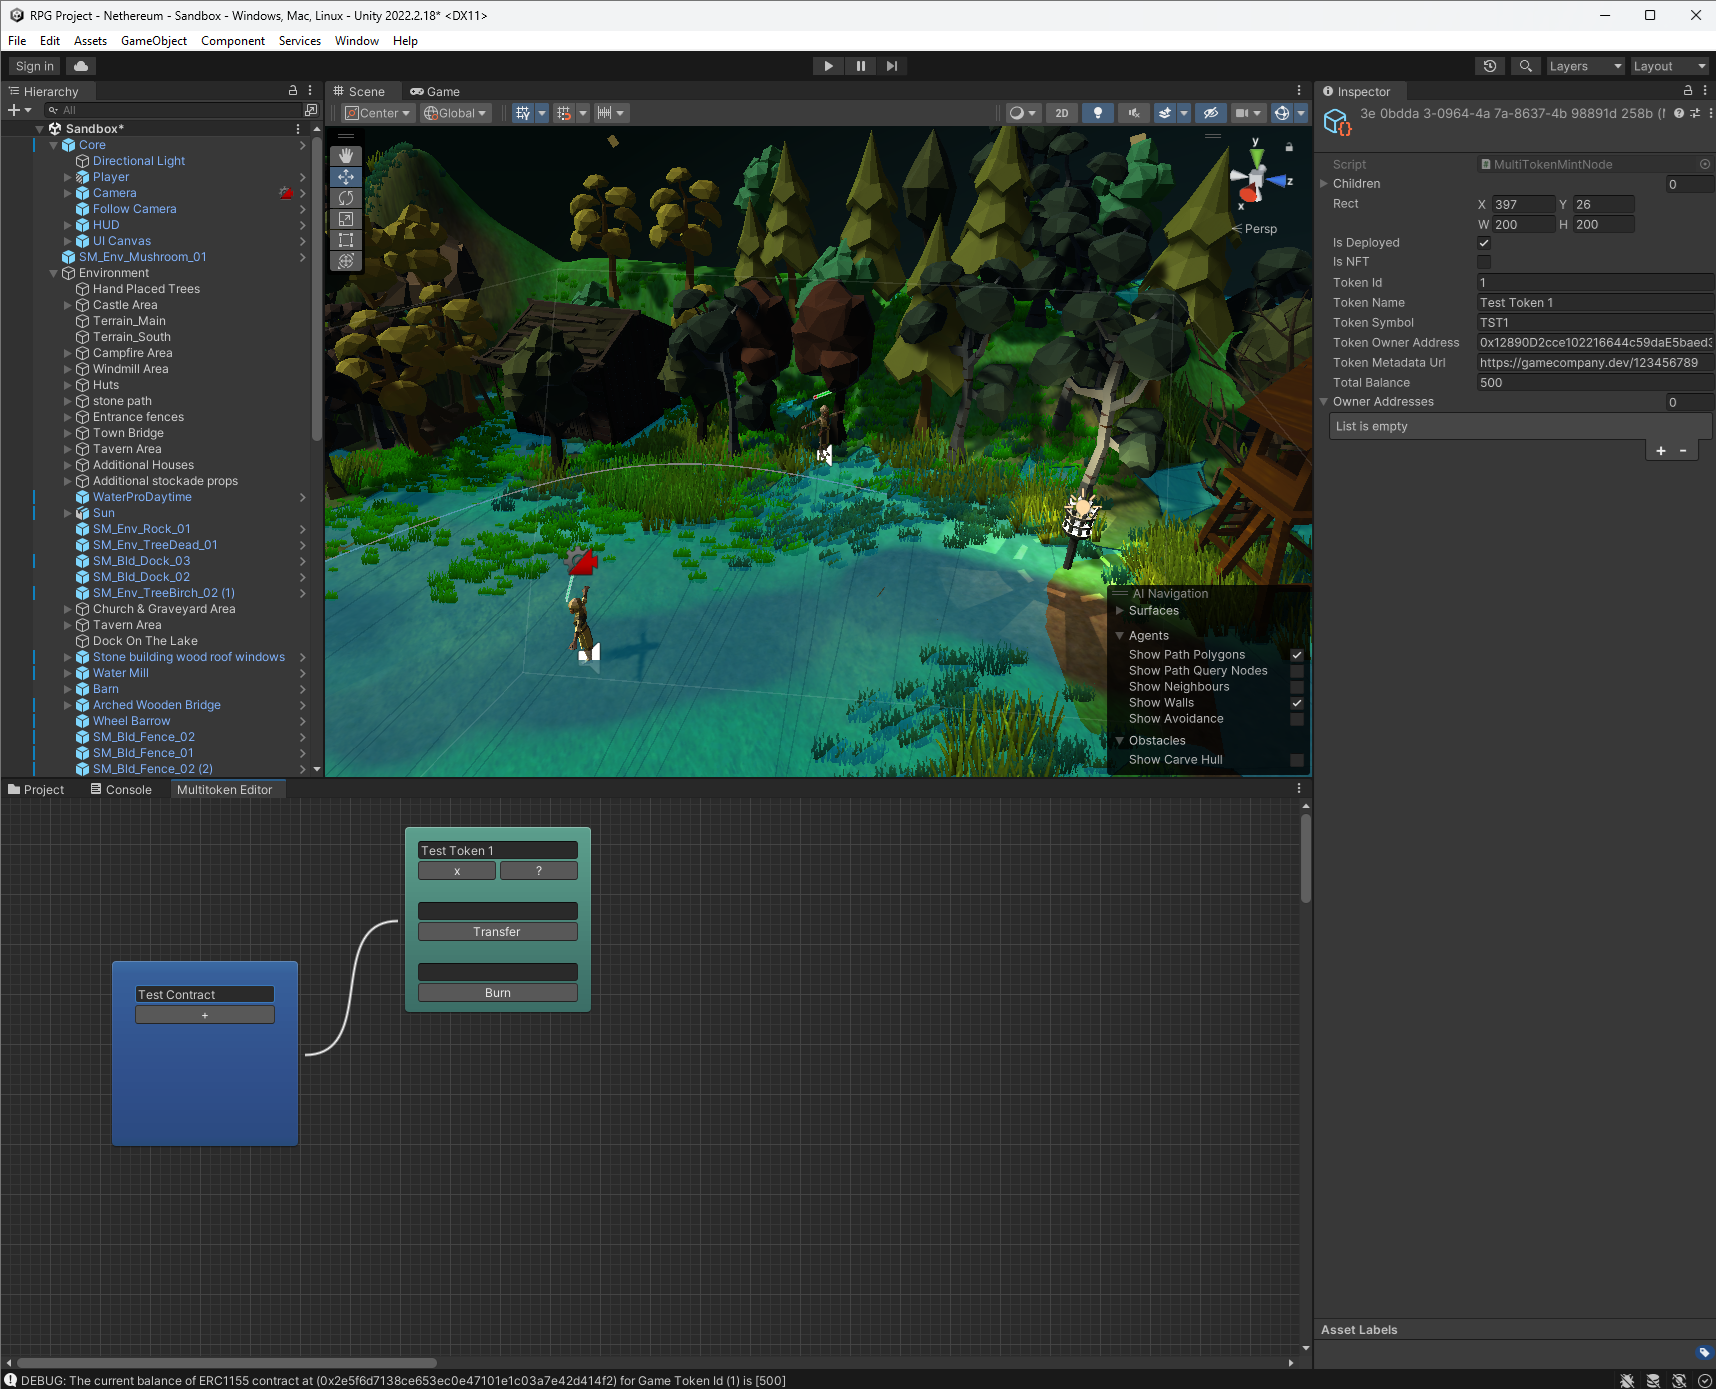 RPG Project - Nethereum - Sandbox - Windows, Mac, Linux - Unity 2022.2.18* <DX11>
File Edit Assets GameObject Component Services Window Help
Sign in
Layers Layout
Hierarchy
All
Sandbox*
Core
Directional Light
Player
Camera
Follow Camera
HUD
UI Canvas
SM_Env_Mushroom_01
Environment
Hand Placed Trees
Castle Area
Terrain_Main
Terrain_South
Campfire Area
Windmill Area
Huts
stone path
Entrance fences
Town Bridge
Tavern Area
Additional Houses
Additional stockade props
WaterProDaytime
Sun
SM_Env_Rock_01
SM_Env_TreeDead_01
SM_Bld_Dock_03
SM_Bld_Dock_02
SM_Env_TreeBirch_02 (1)
Church & Graveyard Area
Tavern Area
Dock On The Lake
Stone building wood roof windows
Water Mill
Barn
Arched Wooden Bridge
Wheel Barrow
SM_Bld_Fence_02
SM_Bld_Fence_01
SM_Bld_Fence_02 (2)
Scene Game
Center Global
2D
y
z
x
Persp
AI Navigation
Surfaces
Agents
Show Path Polygons
Show Path Query Nodes
Show Neighbours
Show Walls
Show Avoidance
Obstacles
Show Carve Hull
Inspector
3e 0bdda 3-0964-4a 7a-8637-4b 98891d 258b (
Script MultiTokenMintNode
Children 0
Rect X 397 Y 26
W 200 H 200
Is Deployed
Is NFT
Token Id 1
Token Name Test Token 1
Token Symbol TST1
Token Owner Address 0x12890D2cce102216644c59daE5baed3
Token Metadata Url https://gamecompany.dev/123456789
Total Balance 500
Owner Addresses 0
List is empty
+ -
Project Console Multitoken Editor
Test Token 1
x ?
Transfer
Burn
Test Contract
+
Asset Labels
DEBUG: The current balance of ERC1155 contract at (0x2e5f6d7138ce653ec0e47101e1c03a7e42d414f2) for Game Token Id (1) is [500]